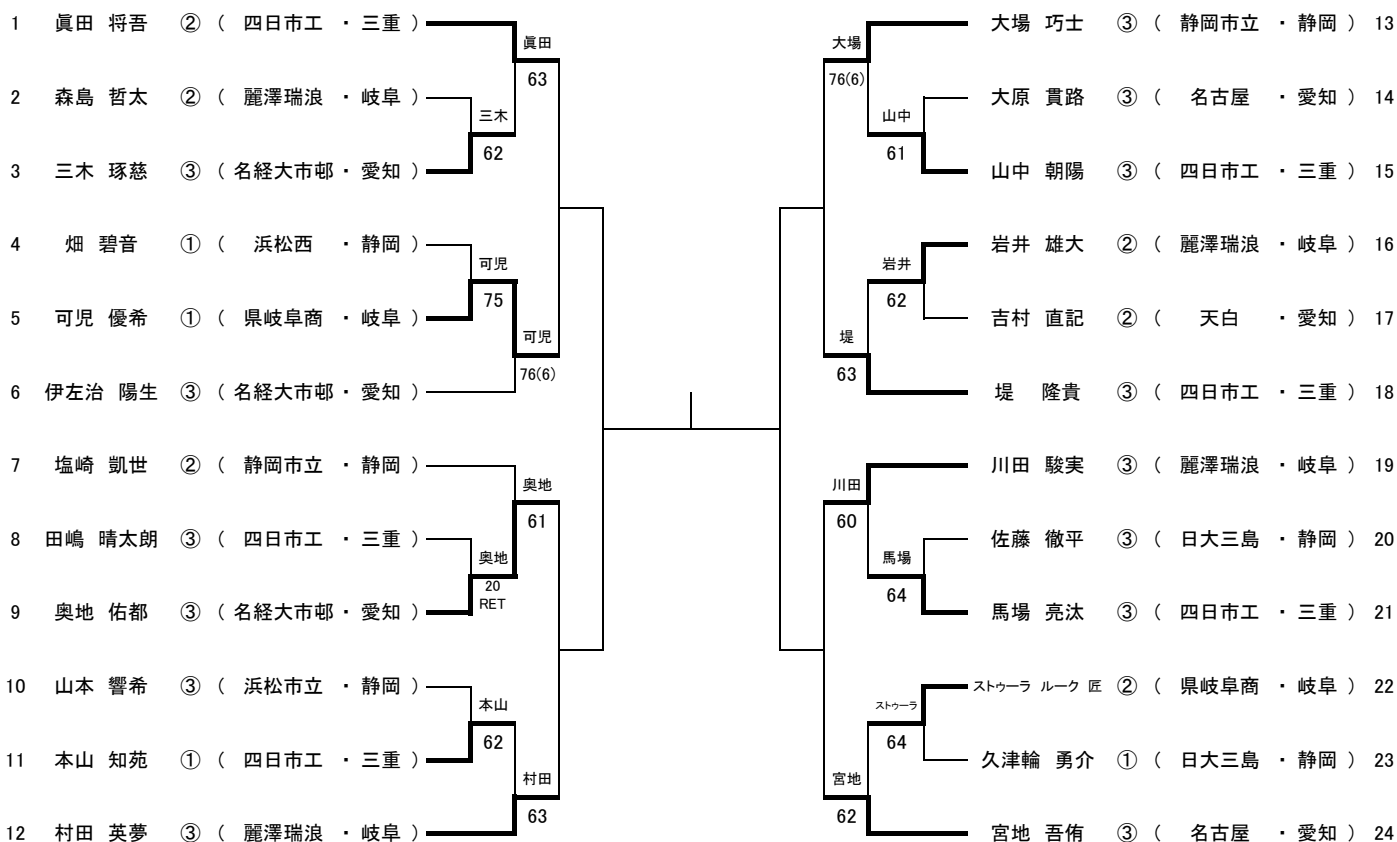 1 眞田 将吾 ② ( 四日市工 ・ 三重 )
眞田
63
2 森島 哲太 ② ( 麗澤瑞浪 ・ 岐阜 )
三木
62
3 三木 琢慈 ③ ( 名経大市邨 ・ 愛知 )
4 畑 碧音 ① ( 浜松西 ・ 静岡 )
可児
75
5 可児 優希 ① ( 県岐阜商 ・ 岐阜 )
可児
76(6)
6 伊左治 陽生 ③ ( 名経大市邨 ・ 愛知 )
7 塩崎 凱世 ② ( 静岡市立 ・ 静岡 )
奥地
61
8 田嶋 晴太朗 ③ ( 四日市工 ・ 三重 )
奥地
20
RET
9 奥地 佑都 ③ ( 名経大市邨 ・ 愛知 )
10 山本 響希 ③ ( 浜松市立 ・ 静岡 )
本山
62
11 本山 知苑 ① ( 四日市工 ・ 三重 )
村田
63
12 村田 英夢 ③ ( 麗澤瑞浪 ・ 岐阜 )
大場 巧士 ③ ( 静岡市立 ・ 静岡 ) 13
大場
76(6)
大原 貫路 ③ ( 名古屋 ・ 愛知 ) 14
山中
61
山中 朝陽 ③ ( 四日市工 ・ 三重 ) 15
岩井 雄大 ② ( 麗澤瑞浪 ・ 岐阜 ) 16
岩井
62
吉村 直記 ② ( 天白 ・ 愛知 ) 17
堤
63
堤 隆貴 ③ ( 四日市工 ・ 三重 ) 18
川田 駿実 ③ ( 麗澤瑞浪 ・ 岐阜 ) 19
川田
60
佐藤 徹平 ③ ( 日大三島 ・ 静岡 ) 20
馬場
64
馬場 亮汰 ③ ( 四日市工 ・ 三重 ) 21
ストゥーラ ルーク 匠 ② ( 県岐阜商 ・ 岐阜 ) 22
ストゥーラ
64
久津輪 勇介 ① ( 日大三島 ・ 静岡 ) 23
宮地
62
宮地 吾侑 ③ ( 名古屋 ・ 愛知 ) 24